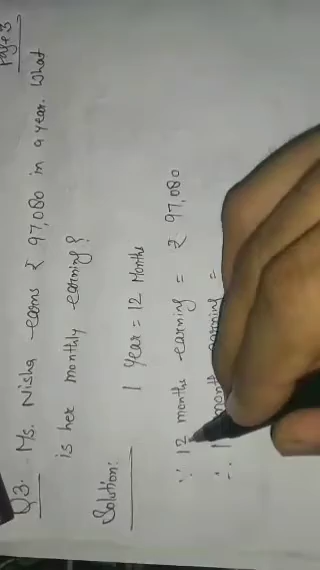 Page 3
Q3. Ms. Nisha earns ₹ 97,080 in a year. What
is her monthly earning?
Solution:
1 Year = 12 Months
∵ 12 months earning = ₹ 97,080
∴ 1 month earning =